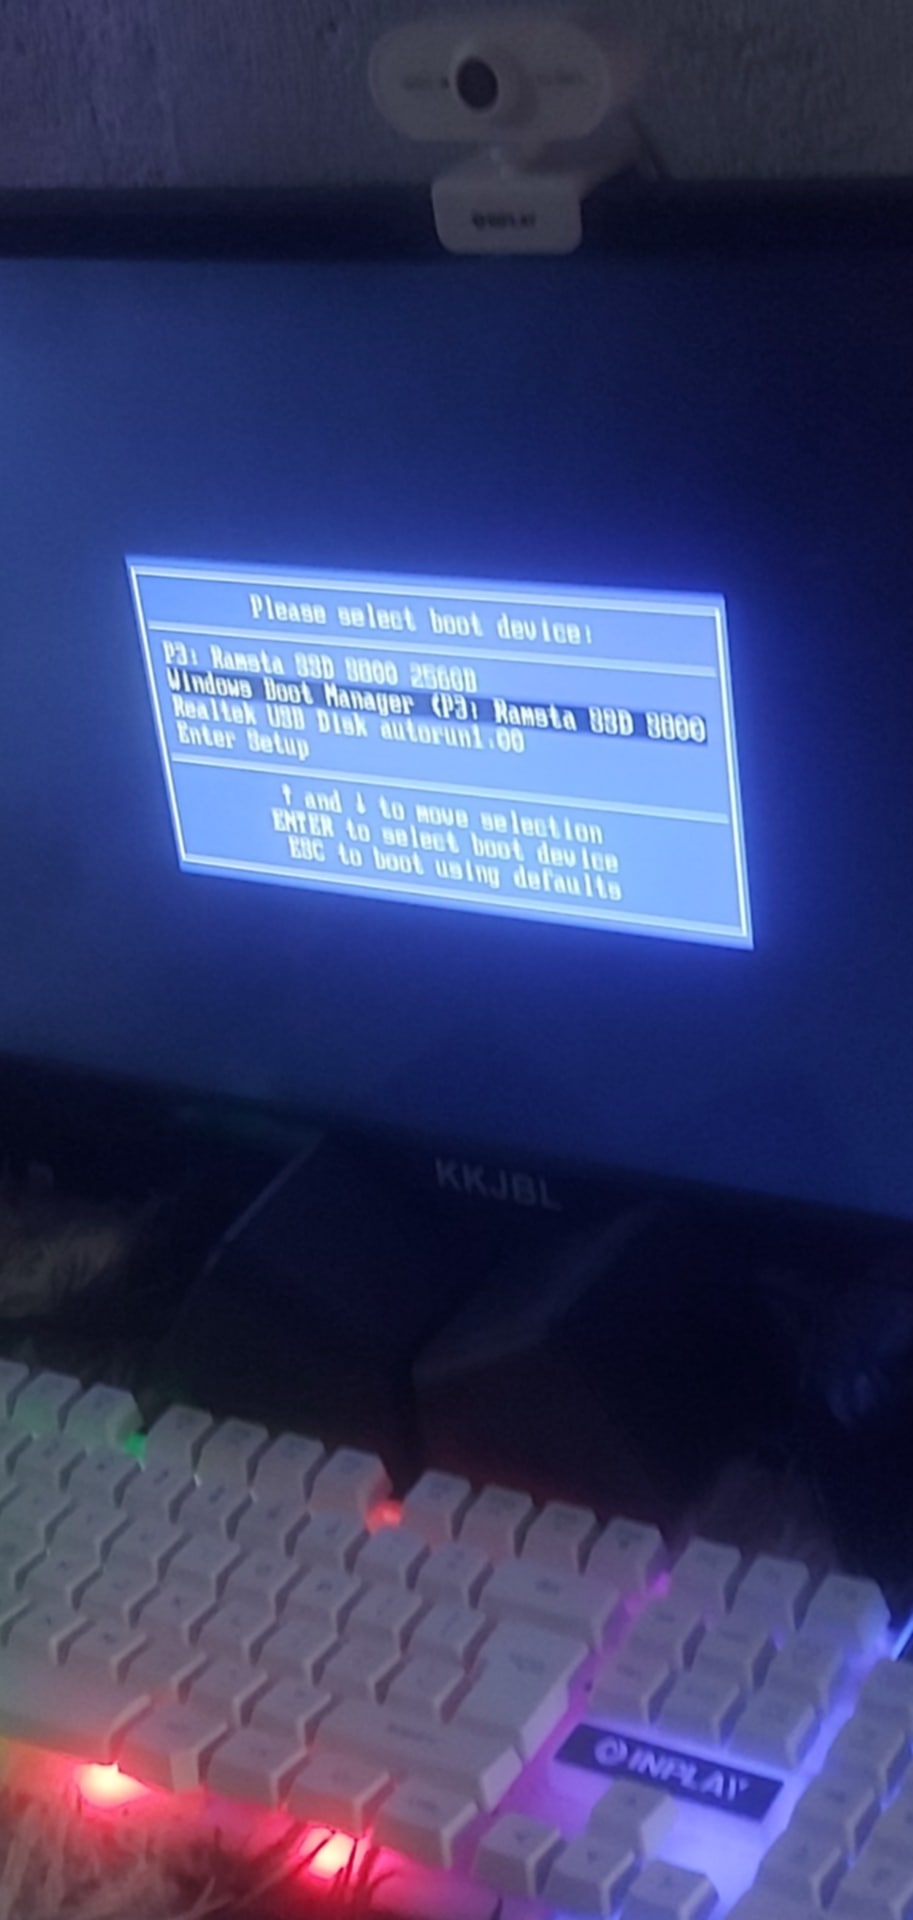 Please select boot device:
P3: Ramsta SSD S800 256GB
Windows Boot Manager (P3: Ramsta SSD S800
Realtek USB Disk autorun1.00
Enter Setup
↑ and ↓ to move selection
ENTER to select boot device
ESC to boot using defaults
KKJBL
INPLAY